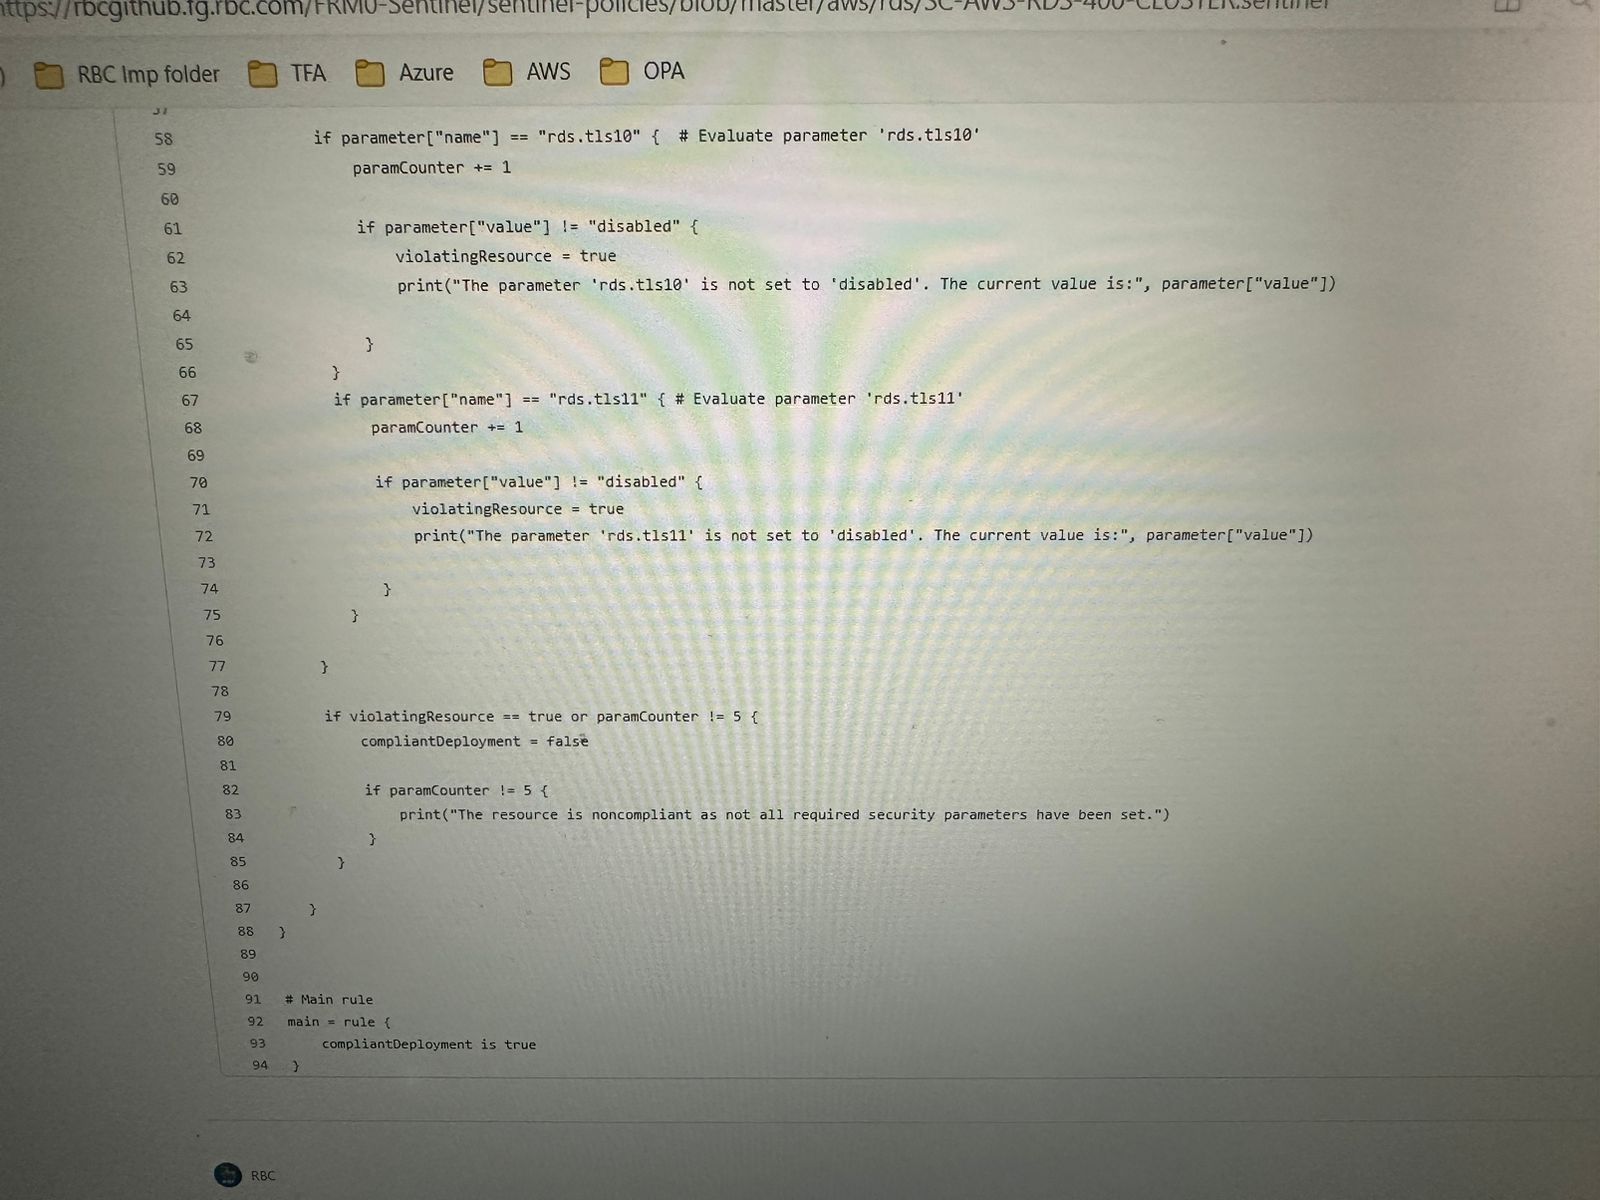 https://rbcgithub.fg.rbc.com/FRM0-Sentinel/sentinel-policies/blob/master/aws/rds/SC-AWS-RDS-400-CLUSTER.sentinel
RBC Imp folder TFA Azure AWS OPA
57
58 if parameter["name"] == "rds.tls10" { # Evaluate parameter 'rds.tls10'
59 paramCounter += 1
60
61 if parameter["value"] != "disabled" {
62 violatingResource = true
63 print("The parameter 'rds.tls10' is not set to 'disabled'. The current value is:", parameter["value"])
64
65 }
66 }
67 if parameter["name"] == "rds.tls11" { # Evaluate parameter 'rds.tls11'
68 paramCounter += 1
69
70 if parameter["value"] != "disabled" {
71 violatingResource = true
72 print("The parameter 'rds.tls11' is not set to 'disabled'. The current value is:", parameter["value"])
73
74 }
75 }
76
77 }
78
79 if violatingResource == true or paramCounter != 5 {
80 compliantDeployment = false
81
82 if paramCounter != 5 {
83 print("The resource is noncompliant as not all required security parameters have been set.")
84 }
85 }
86
87 }
88 }
89
90
91 # Main rule
92 main = rule {
93 compliantDeployment is true
94 }
RBC